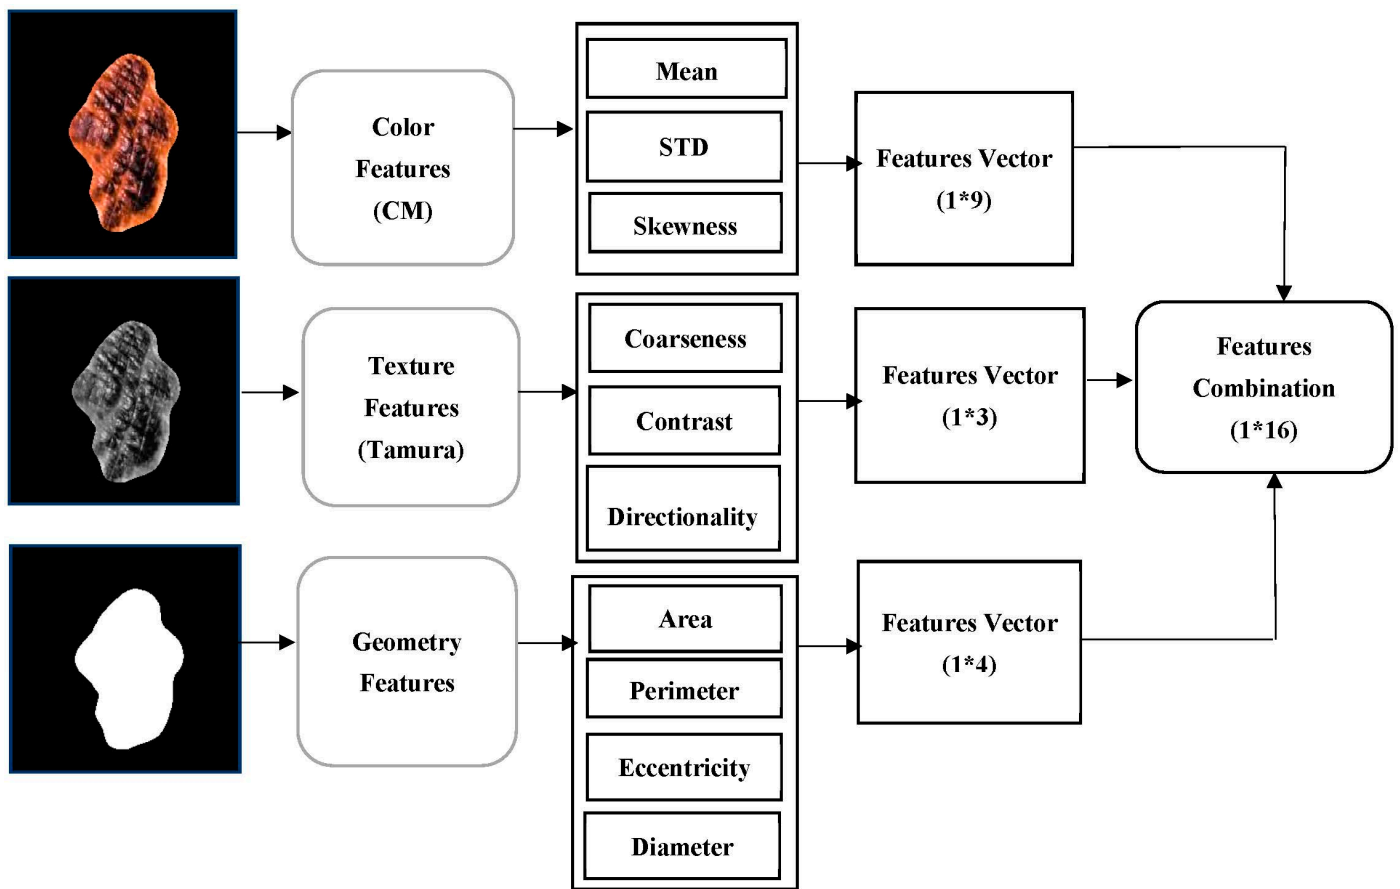 Color
Features
(CM)
Mean
STD
Skewness
Features Vector
(1*9)
Texture
Features
(Tamura)
Coarseness
Contrast
Directionality
Features Vector
(1*3)
Features
Combination
(1*16)
Geometry
Features
Area
Perimeter
Eccentricity
Diameter
Features Vector
(1*4)